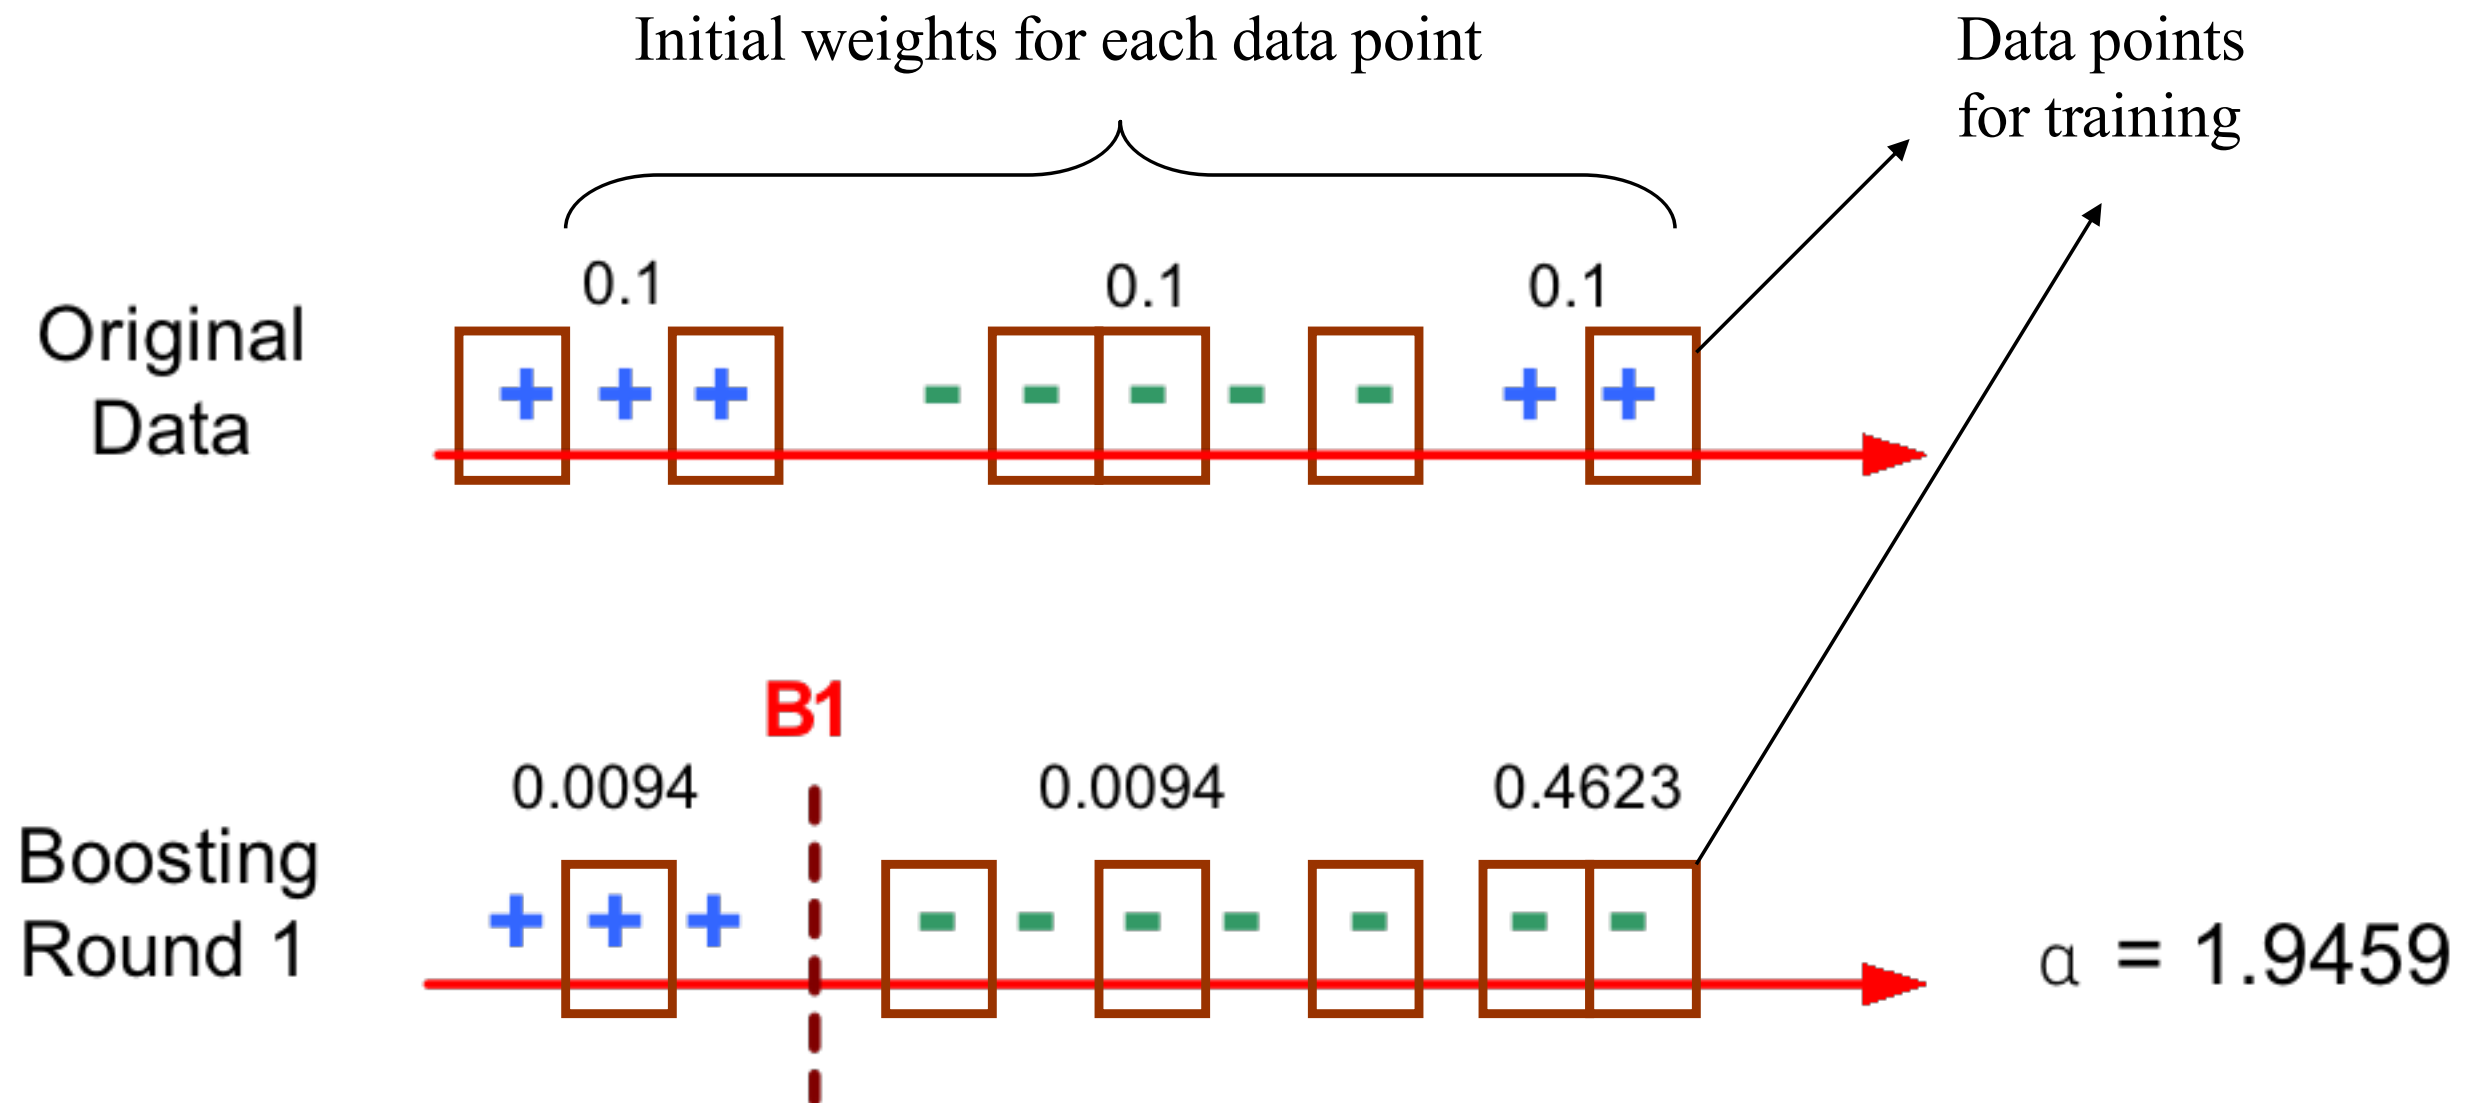 Initial weights for each data point
Data points
for training
0.1 0.1 0.1
Original
Data
+ + + - - - - - + +
B1
0.0094 0.0094 0.4623
Boosting
Round 1
+ + + - - - - - - -
α = 1.9459